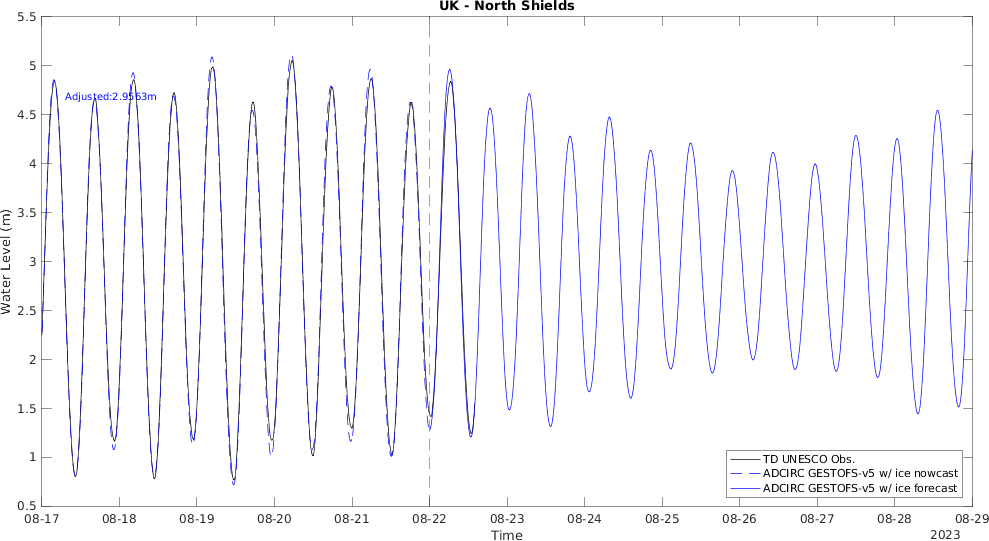 UK - North Shields
5.5
5
4.5
4
3.5
3
2.5
2
1.5
1
0.5
Water Level (m)
Adjusted:2.9563m
TD UNESCO Obs.
ADCIRC GESTOFS-v5 w/ ice nowcast
ADCIRC GESTOFS-v5 w/ ice forecast
08-17 08-18 08-19 08-20 08-21 08-22 08-23 08-24 08-25 08-26 08-27 08-28 08-29
Time
2023